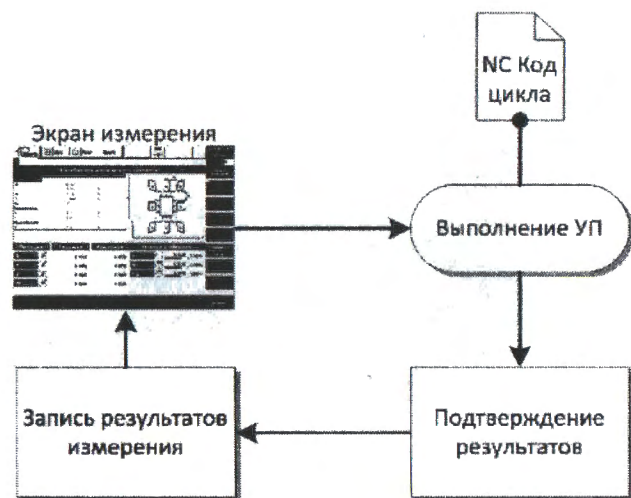 NC Код
цикла
Экран измерения
Выполнение УП
Запись результатов
измерения
Подтверждение
результатов